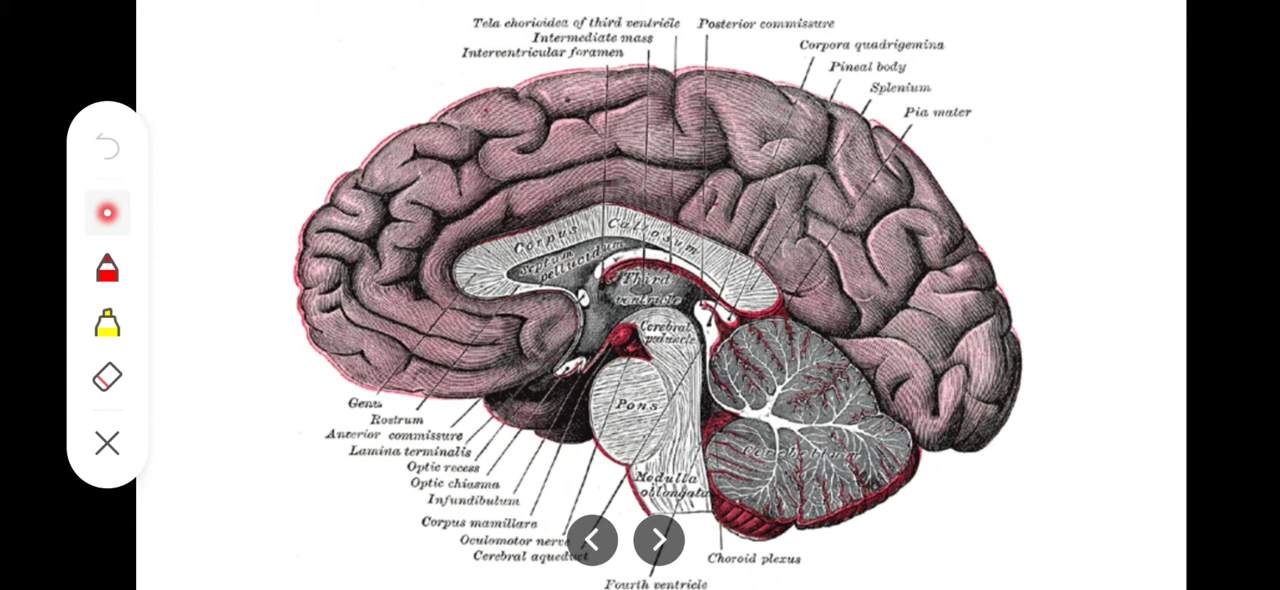 Tela chorioidea of third ventricle
Posterior commissure
Intermediate mass
Interventricular foramen
Corpora quadrigemina
Pineal body
Splenium
Pia mater
Corpus Callosum
Septum
pellucidum
Third
ventricle
Cerebral
peduncle
Pons
Cerebellum
Medulla
oblongata
Genu
Rostrum
Anterior commissure
Lamina terminalis
Optic recess
Optic chiasma
Infundibulum
Corpus mamillare
Oculomotor nerve
Cerebral aqueduct
Choroid plexus
Fourth ventricle